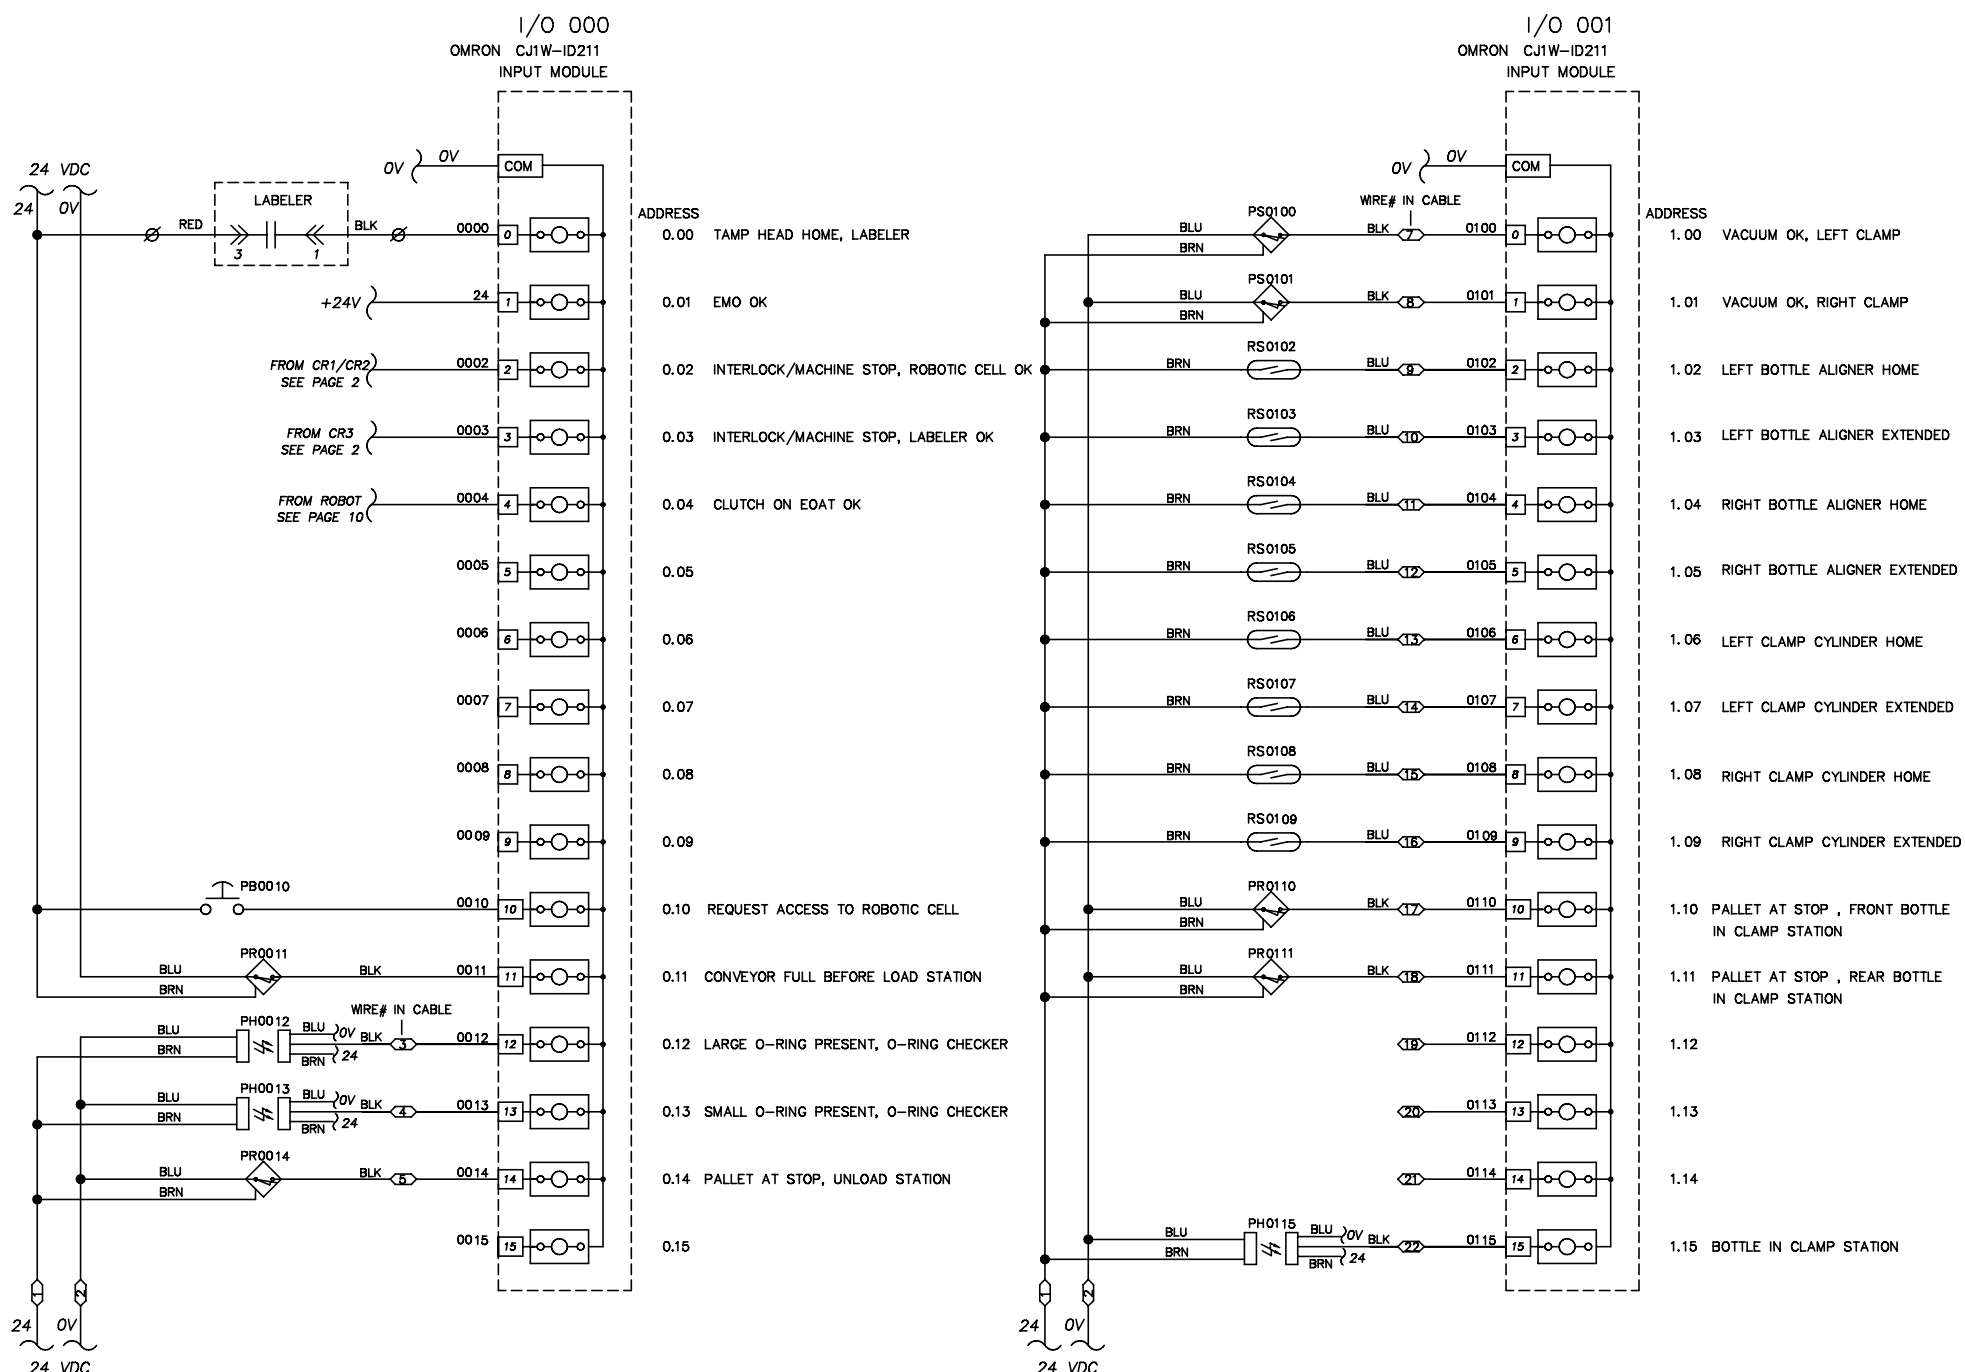 I/O 000
OMRON CJ1W-ID211
INPUT MODULE
24 VDC
24
0V
0V
0V
COM
LABELER
3
1
RED
BLK
0000
0
ADDRESS
0.00 TAMP HEAD HOME, LABELER
+24V
24
1
0.01 EMO OK
FROM CR1/CR2
SEE PAGE 2
0002
2
0.02 INTERLOCK/MACHINE STOP, ROBOTIC CELL OK
FROM CR3
SEE PAGE 2
0003
3
0.03 INTERLOCK/MACHINE STOP, LABELER OK
FROM ROBOT
SEE PAGE 10
0004
4
0.04 CLUTCH ON EOAT OK
0005
5
0.05
0006
6
0.06
0007
7
0.07
0008
8
0.08
0009
9
0.09
PB0010
0010
10
0.10 REQUEST ACCESS TO ROBOTIC CELL
PR0011
BLU
BRN
BLK
0011
11
0.11 CONVEYOR FULL BEFORE LOAD STATION
WIRE# IN CABLE
PH0012
BLU
BRN
BLU
0V
BLK
BRN
24
3
0012
12
0.12 LARGE O-RING PRESENT, O-RING CHECKER
PH0013
BLU
BRN
BLU
0V
BLK
BRN
24
4
0013
13
0.13 SMALL O-RING PRESENT, O-RING CHECKER
PR0014
BLU
BRN
BLK
5
0014
14
0.14 PALLET AT STOP, UNLOAD STATION
0015
15
0.15
1
2
24
0V
24 VDC
I/O 001
OMRON CJ1W-ID211
INPUT MODULE
0V
0V
COM
WIRE# IN CABLE
ADDRESS
PS0100
BLU
BRN
BLK
7
0100
0
1.00 VACUUM OK, LEFT CLAMP
PS0101
BLU
BRN
BLK
8
0101
1
1.01 VACUUM OK, RIGHT CLAMP
RS0102
BRN
BLU
9
0102
2
1.02 LEFT BOTTLE ALIGNER HOME
RS0103
BRN
BLU
10
0103
3
1.03 LEFT BOTTLE ALIGNER EXTENDED
RS0104
BRN
BLU
11
0104
4
1.04 RIGHT BOTTLE ALIGNER HOME
RS0105
BRN
BLU
12
0105
5
1.05 RIGHT BOTTLE ALIGNER EXTENDED
RS0106
BRN
BLU
13
0106
6
1.06 LEFT CLAMP CYLINDER HOME
RS0107
BRN
BLU
14
0107
7
1.07 LEFT CLAMP CYLINDER EXTENDED
RS0108
BRN
BLU
15
0108
8
1.08 RIGHT CLAMP CYLINDER HOME
RS0109
BRN
BLU
16
0109
9
1.09 RIGHT CLAMP CYLINDER EXTENDED
PR0110
BLU
BRN
BLK
17
0110
10
1.10 PALLET AT STOP , FRONT BOTTLE
IN CLAMP STATION
PR0111
BLU
BRN
BLK
18
0111
11
1.11 PALLET AT STOP , REAR BOTTLE
IN CLAMP STATION
19
0112
12
1.12
20
0113
13
1.13
21
0114
14
1.14
PH0115
BLU
BRN
BLU
0V
BLK
BRN
24
22
0115
15
1.15 BOTTLE IN CLAMP STATION
1
2
24
0V
24 VDC